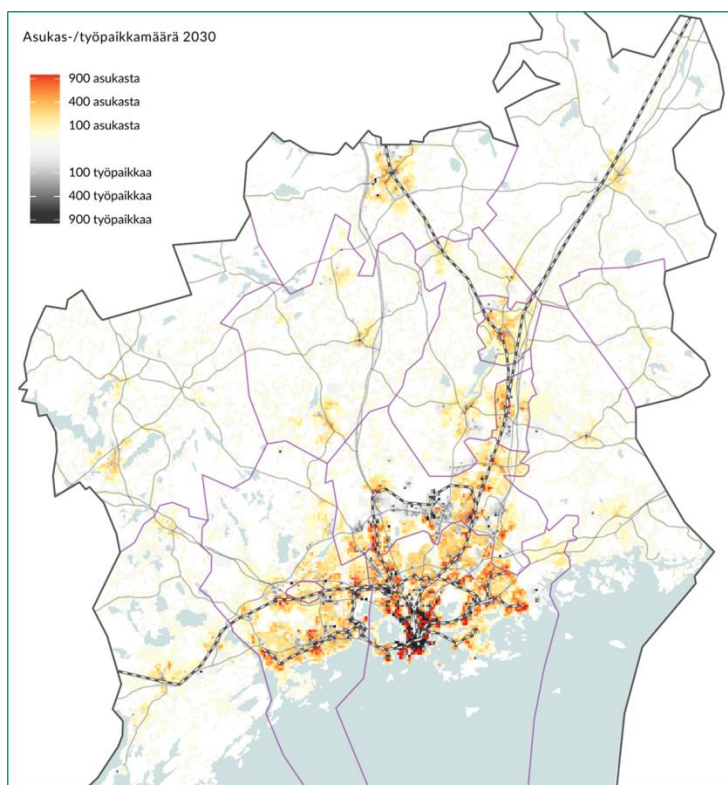 Asukas-/työpaikkamäärä 2030
900 asukasta
400 asukasta
100 asukasta
100 työpaikkaa
400 työpaikkaa
900 työpaikkaa